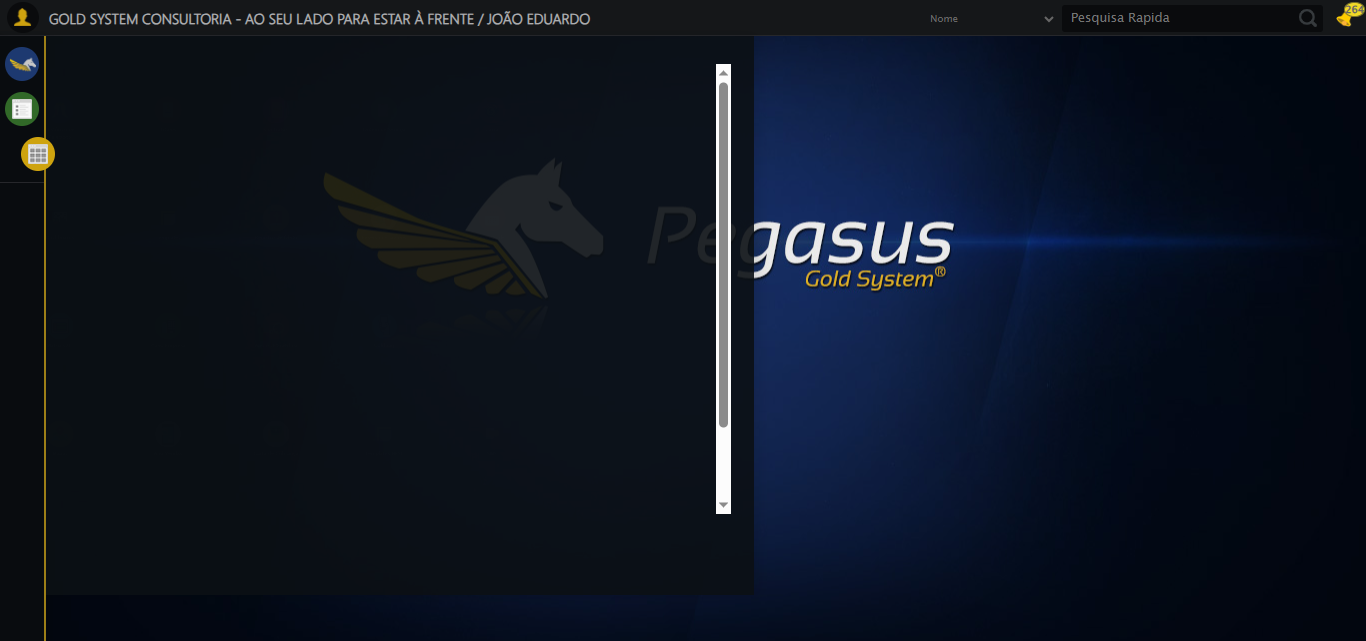 GOLD SYSTEM CONSULTORIA - AO SEU LADO PARA ESTAR À FRENTE / JOÃO EDUARDO
Nome
Pesquisa Rapida
264
Pegasus
Gold System®